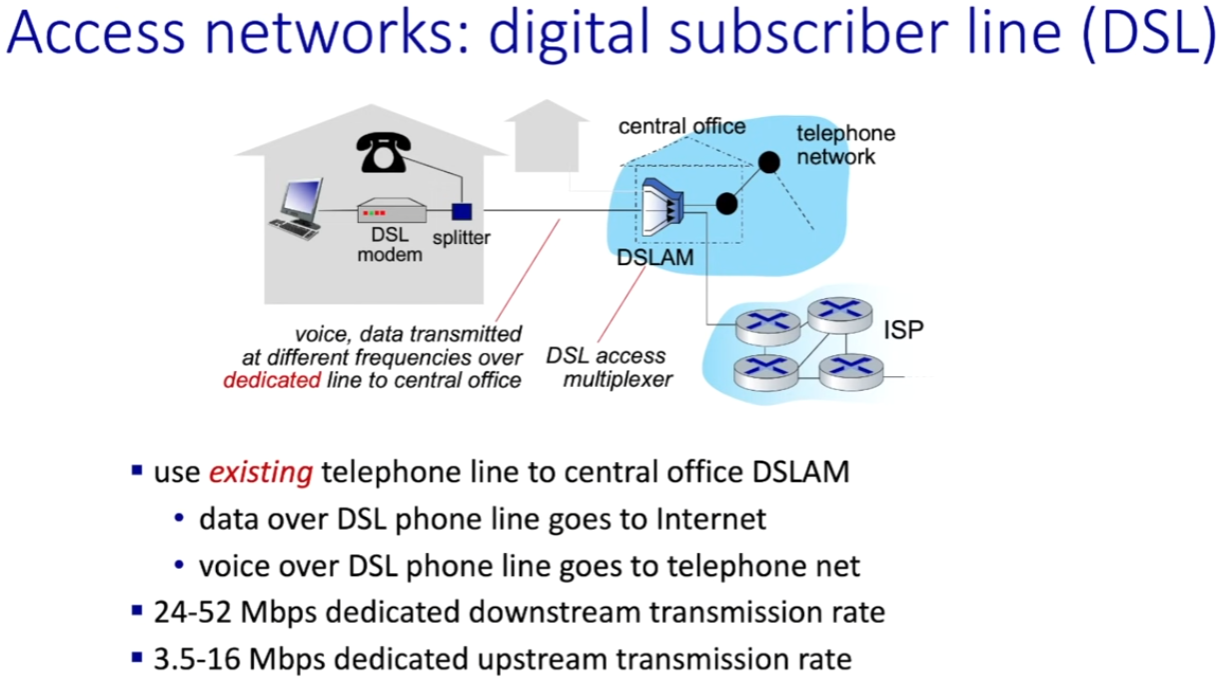 Access networks: digital subscriber line (DSL)
central office
telephone
network
DSL
modem
splitter
DSLAM
ISP
voice, data transmitted
at different frequencies over
dedicated line to central office
DSL access
multiplexer
use existing telephone line to central office DSLAM
data over DSL phone line goes to Internet
voice over DSL phone line goes to telephone net
24-52 Mbps dedicated downstream transmission rate
3.5-16 Mbps dedicated upstream transmission rate